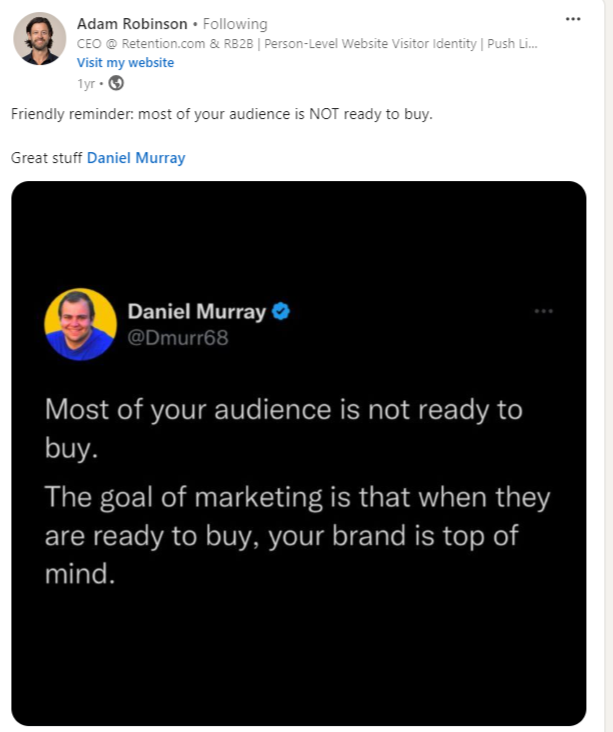 Adam Robinson • Following
CEO @ Retention.com & RB2B | Person-Level Website Visitor Identity | Push Li...
Visit my website
1yr •
Friendly reminder: most of your audience is NOT ready to buy.
Great stuff Daniel Murray
Daniel Murray
@Dmurr68
Most of your audience is not ready to
buy.
The goal of marketing is that when they
are ready to buy, your brand is top of
mind.